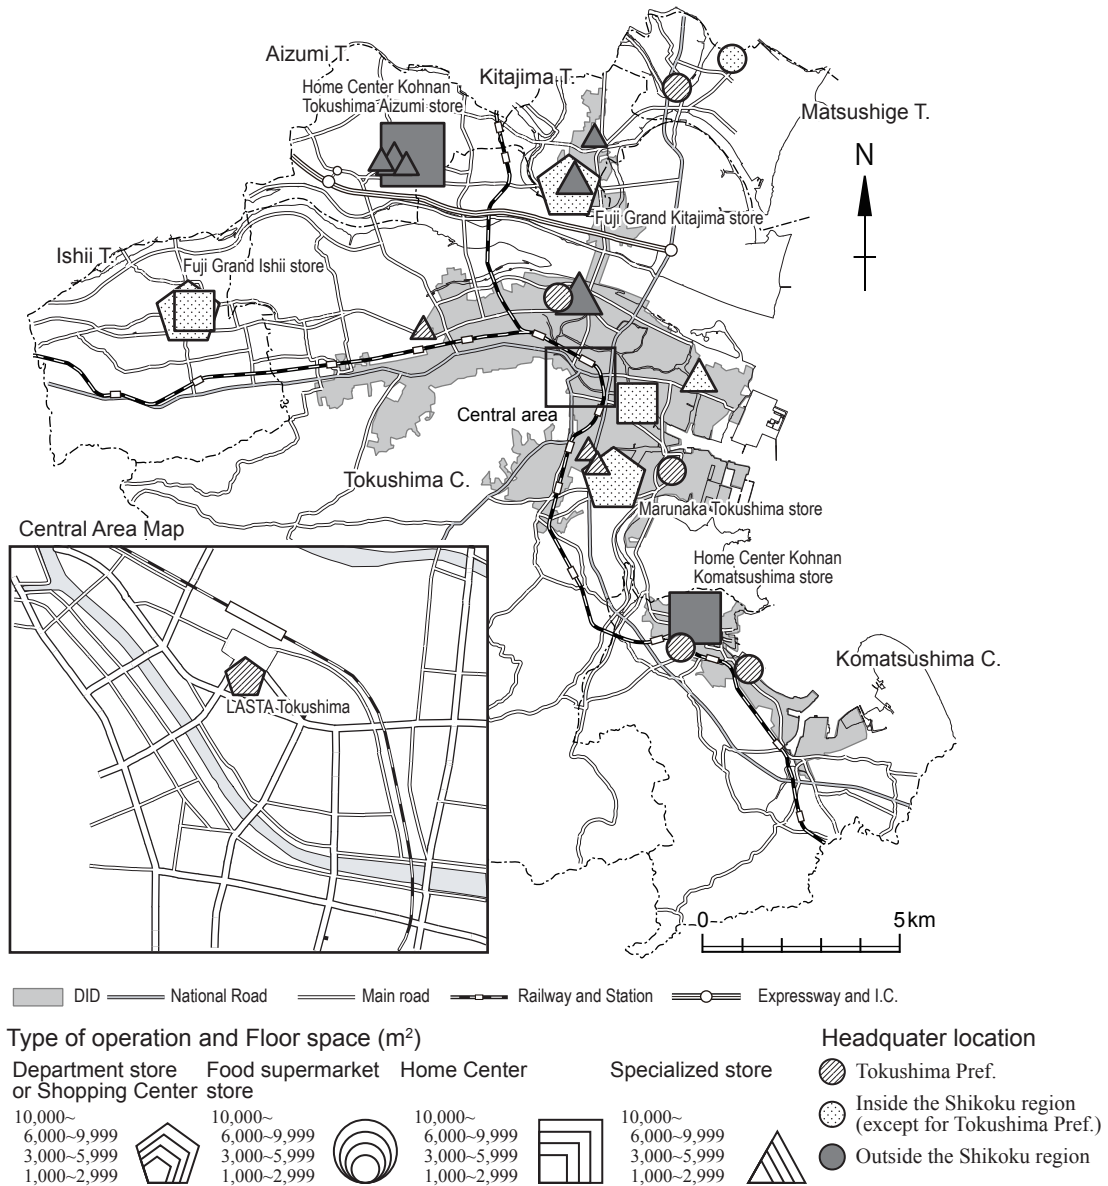 Aizumi T.
Home Center Kohnan
Tokushima Aizumi store
Kitajima T.
Matsushige T.
N
Fuji Grand Kitajima store
Ishii T.
Fuji Grand Ishii store
Central area
Tokushima C.
Marunaka Tokushima store
Central Area Map
Home Center Kohnan
Komatsushima store
Komatsushima C.
LASTA Tokushima
0 5km
DID National Road Main road Railway and Station Expressway and I.C.
Type of operation and Floor space (m²)
Department store
or Shopping Center
10,000~
6,000~9,999
3,000~5,999
1,000~2,999
Food supermarket
store
10,000~
6,000~9,999
3,000~5,999
1,000~2,999
Home Center
10,000~
6,000~9,999
3,000~5,999
1,000~2,999
Specialized store
10,000~
6,000~9,999
3,000~5,999
1,000~2,999
Headquater location
Tokushima Pref.
Inside the Shikoku region
(except for Tokushima Pref.)
Outside the Shikoku region